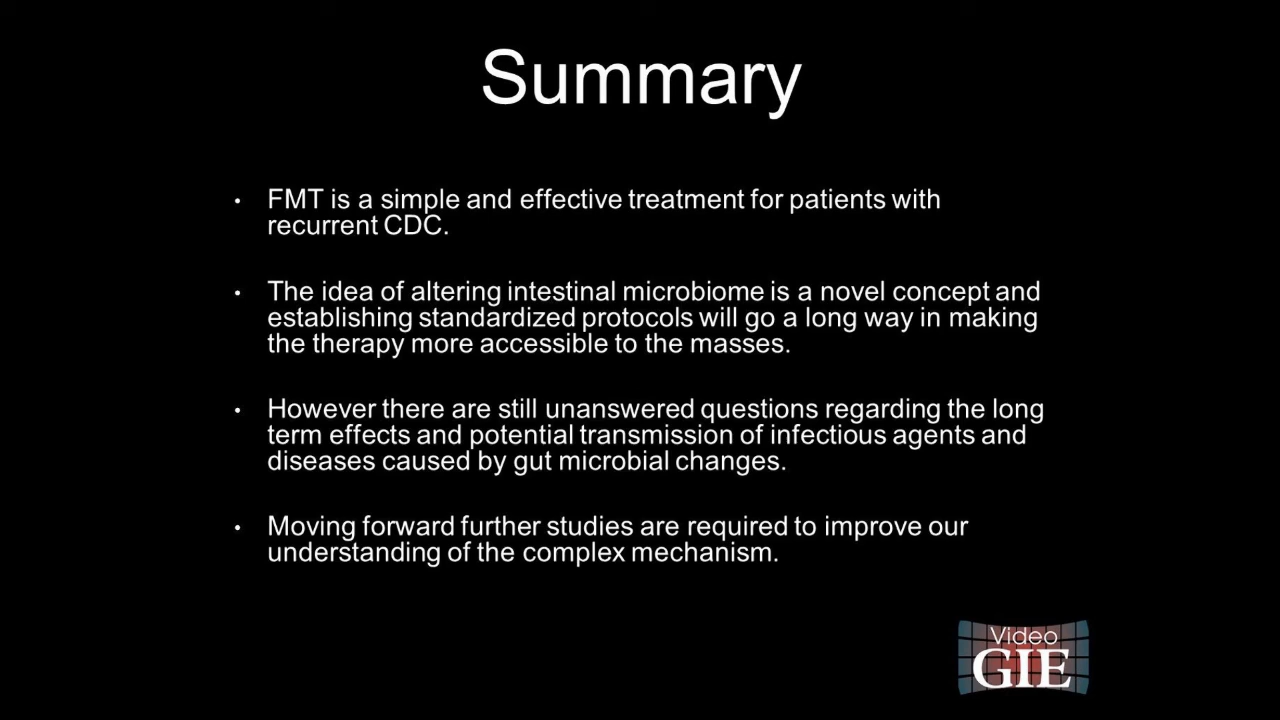 Summary
• FMT is a simple and effective treatment for patients with
recurrent CDC.
• The idea of altering intestinal microbiome is a novel concept and
establishing standardized protocols will go a long way in making
the therapy more accessible to the masses.
• However there are still unanswered questions regarding the long
term effects and potential transmission of infectious agents and
diseases caused by gut microbial changes.
• Moving forward further studies are required to improve our
understanding of the complex mechanism.
Video
GIE